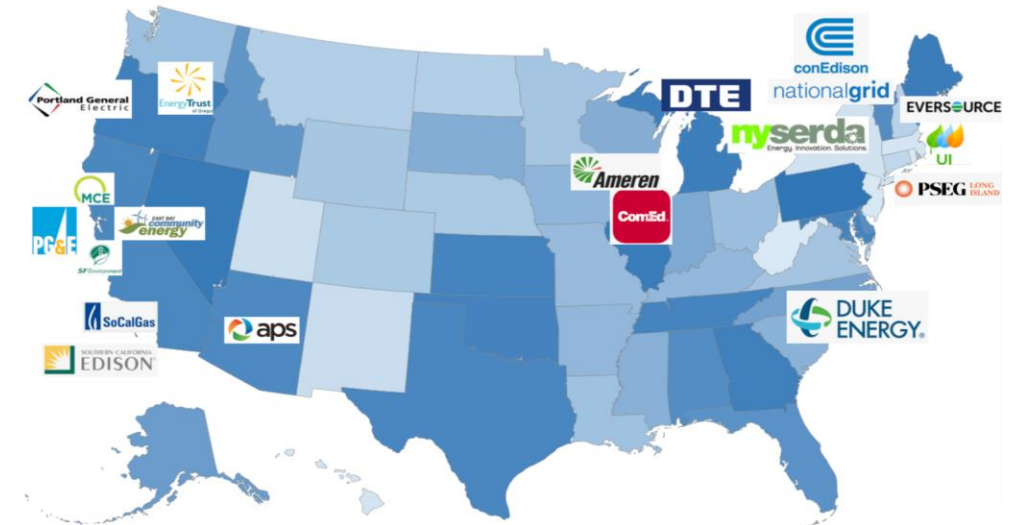 conEdison
nationalgrid
DTE
EVERSOURCE
nyserda
Energy. Innovation. Solutions.
UI
PSEG LONG
ISLAND
Portland General
Electric
EnergyTrust
of Oregon
Ameren
ComEd.
MCE
PG&E
EAST BAY
community
energy
SF Environment
SoCalGas
SOUTHERN CALIFORNIA
EDISON
aps
DUKE
ENERGY®